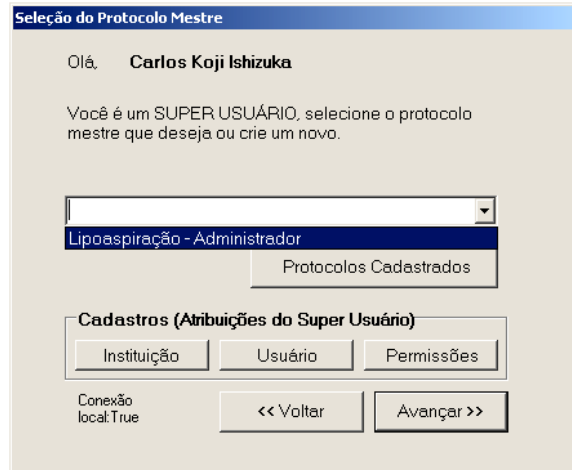 Seleção do Protocolo Mestre
Olá, Carlos Koji Ishizuka
Você é um SUPER USUÁRIO, selecione o protocolo
mestre que deseja ou crie um novo.
Lipoaspiração - Administrador
Protocolos Cadastrados
Cadastros (Atribuições do Super Usuário)
Instituição Usuário Permissões
Conexão
local:True
<< Voltar Avançar >>